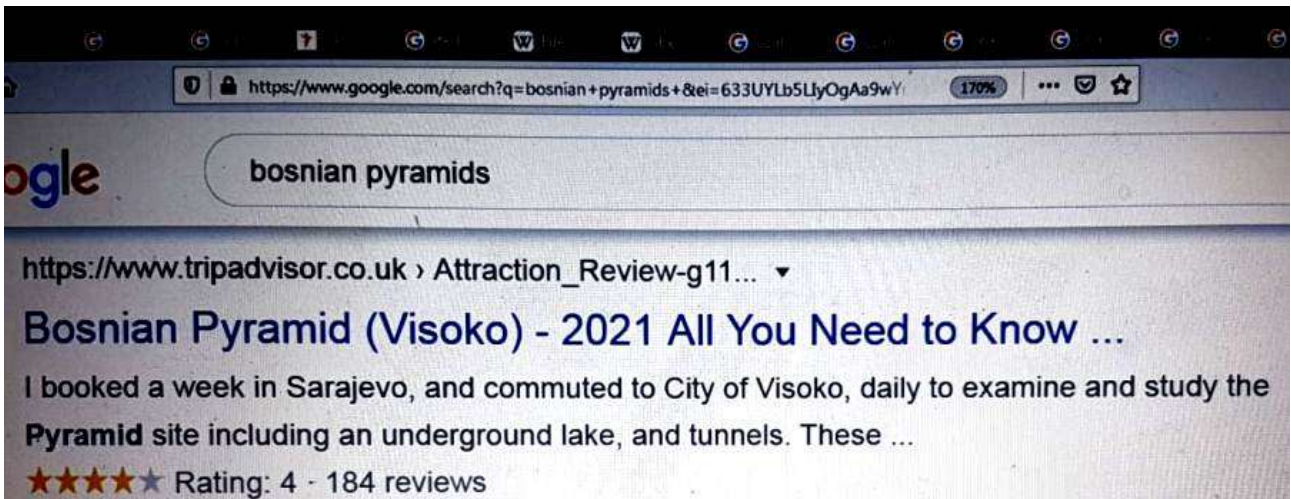 https://www.google.com/search?q=bosnian+pyramids+&ei=633UYLb5LIyOgAa9wY
170%
ogle
bosnian pyramids
https://www.tripadvisor.co.uk › Attraction_Review-g11...
Bosnian Pyramid (Visoko) - 2021 All You Need to Know ...
I booked a week in Sarajevo, and commuted to City of Visoko, daily to examine and study the
Pyramid site including an underground lake, and tunnels. These ...
Rating: 4 - 184 reviews